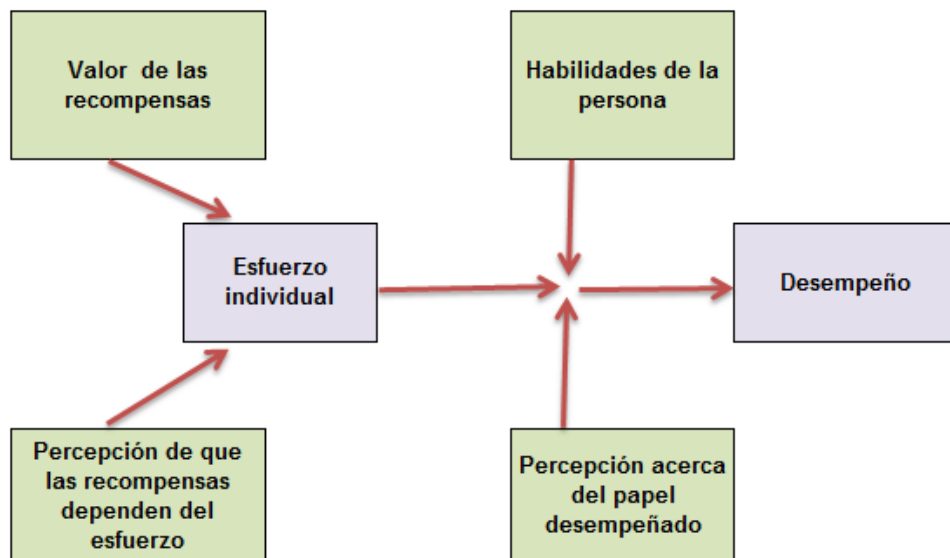 Valor de las
recompensas
Habilidades de la
persona
Esfuerzo
individual
Desempeño
Percepción de que
las recompensas
dependen del
esfuerzo
Percepción acerca
del papel
desempeñado